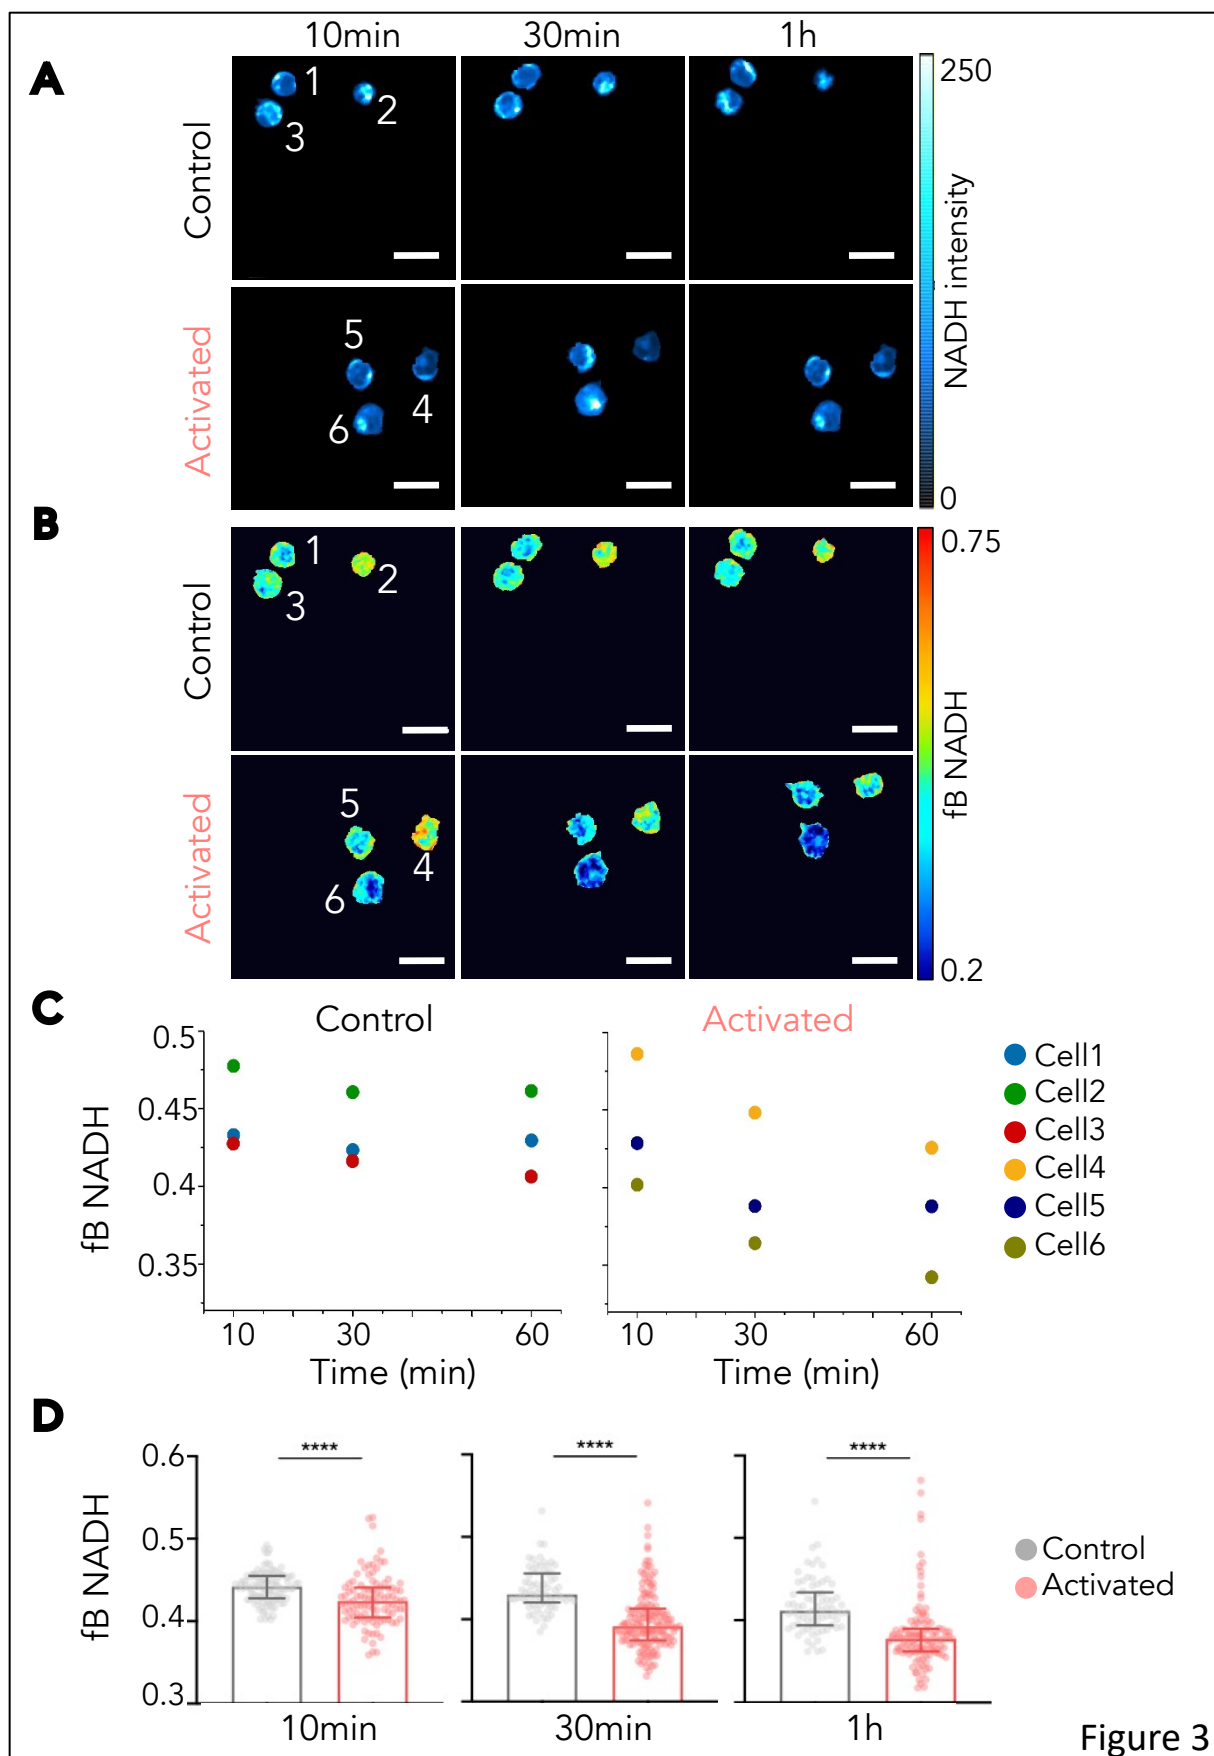 10min 30min 1h
A
Control
1
2
3
250
NADH intensity
0
Activated
5
4
6
B
Control
1
2
3
0.75
fB NADH
0.2
Activated
5
4
6
C
Control Activated
fB NADH
0.5
0.45
0.4
0.35
10 30 60
Time (min)
10 30 60
Time (min)
Cell1
Cell2
Cell3
Cell4
Cell5
Cell6
D
fB NADH
0.6
0.5
0.4
0.3
**** **** ****
10min 30min 1h
Control
Activated
Figure 3